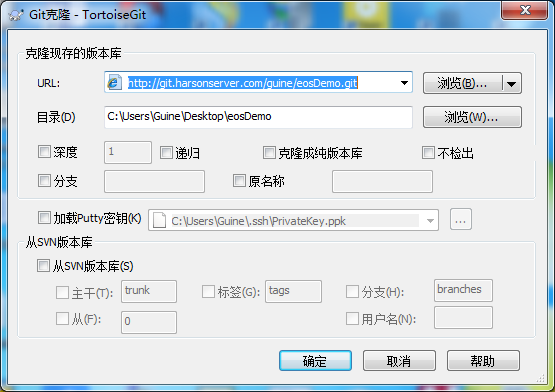 Git克隆 - TortoiseGit
克隆现存的版本库
URL: http://git.harsonserver.com/guine/eosDemo.git 浏览(B)...
目录(D) C:\Users\Guine\Desktop\eosDemo 浏览(W)...
深度 1 递归 克隆成纯版本库 不检出
分支 原名称
加载Putty密钥(K) C:\Users\Guine\.ssh\PrivateKey.ppk ...
从SVN版本库
从SVN版本库(S)
主干(T): trunk 标签(G): tags 分支(H): branches
从(F): 0 用户名(N):
确定 取消 帮助